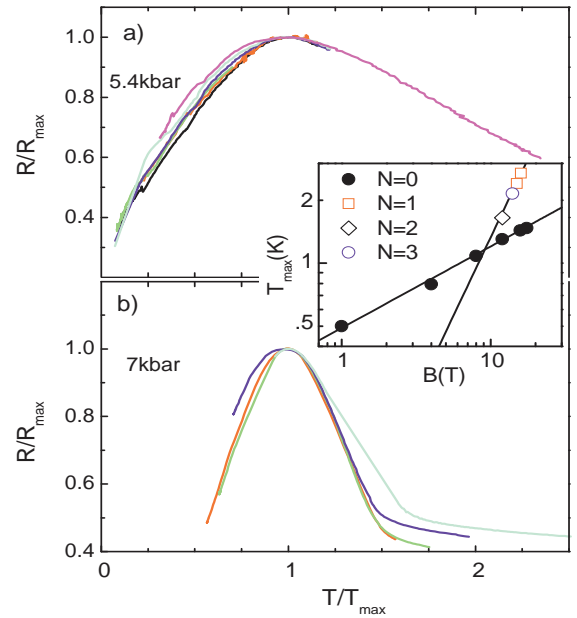 a)
5.4kbar
R/R_max
1.0
0.8
0.6
0.4
N=0
N=1
N=2
N=3
T_max(K)
2
1
.5
1
10
B(T)
b)
7kbar
R/R_max
1.0
0.8
0.6
0.4
0
1
2
T/T_max